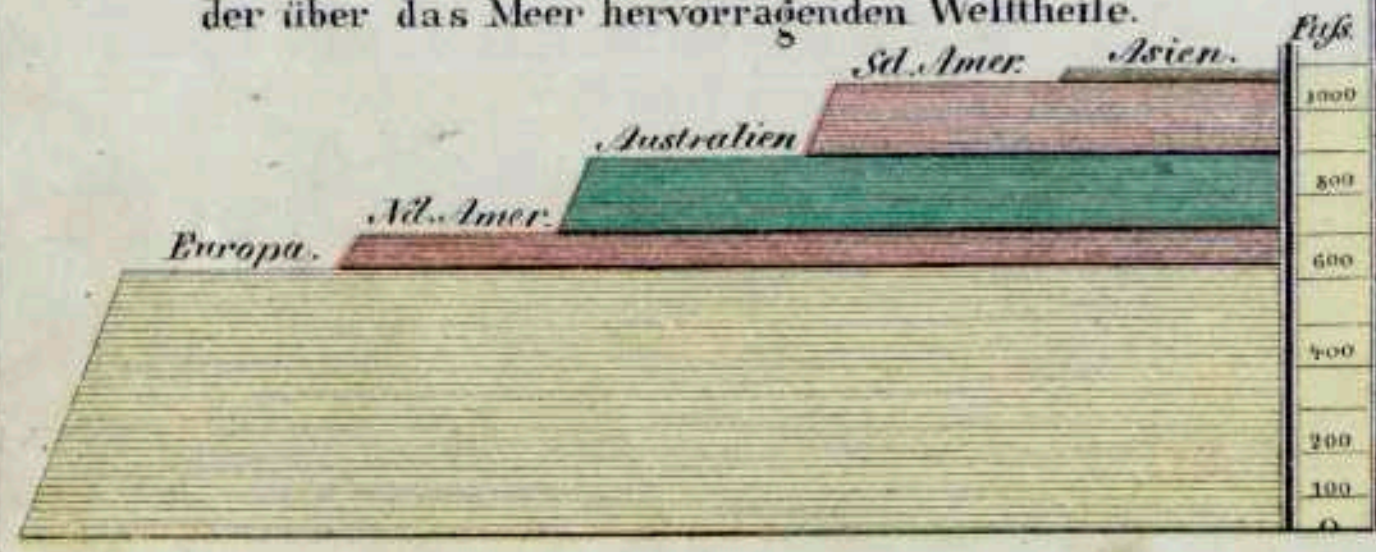 der über das Meer hervorragenden Welttheile.
Fuſs.
Sd. Amer.
Asien.
1000
Australien
800
Nd. Amer.
Europa.
600
400
200
100
0